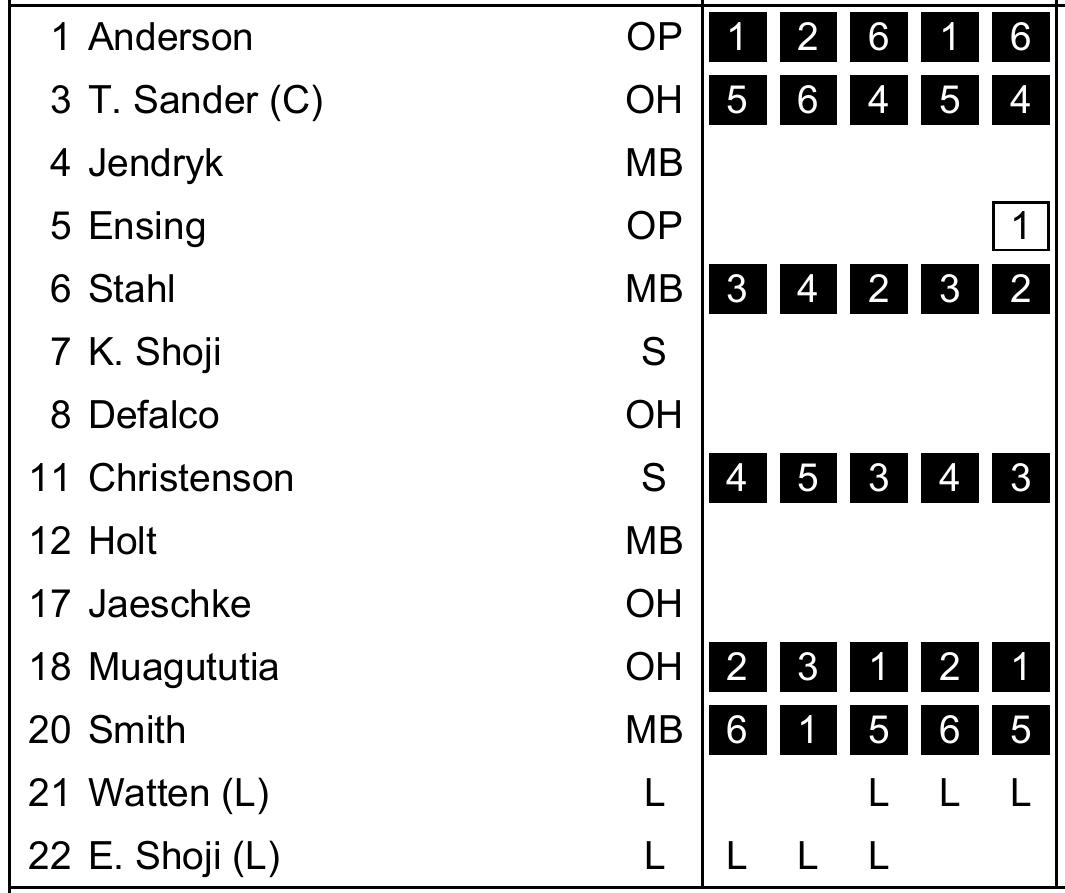 1 Anderson OP 1 2 6 1 6
3 T. Sander (C) OH 5 6 4 5 4
4 Jendryk MB
5 Ensing OP 1
6 Stahl MB 3 4 2 3 2
7 K. Shoji S
8 Defalco OH
11 Christenson S 4 5 3 4 3
12 Holt MB
17 Jaeschke OH
18 Muagututia OH 2 3 1 2 1
20 Smith MB 6 1 5 6 5
21 Watten (L) L L L L
22 E. Shoji (L) L L L L